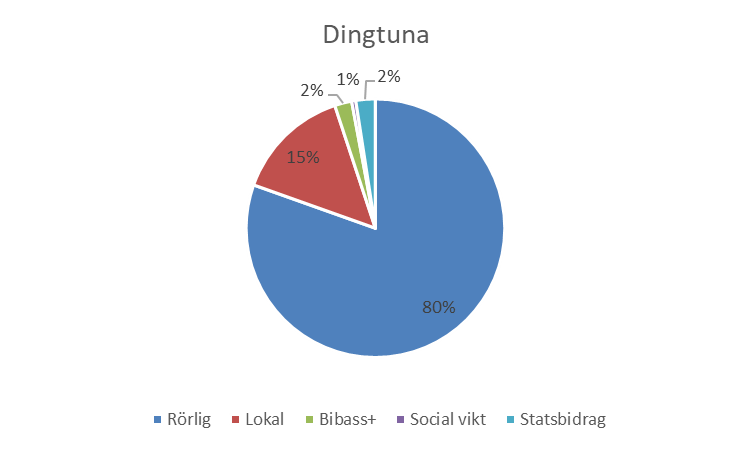 Dingtuna
2% 1% 2%
15%
80%
Rörlig Lokal Bibass+ Social vikt Statsbidrag